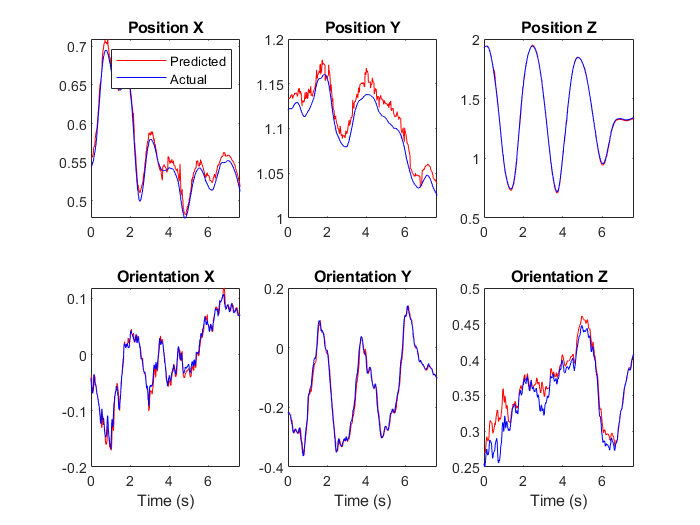 Position X
Position Y
Position Z
0.7
0.65
0.6
0.55
0.5
Predicted
Actual
0 2 4 6
1.2
1.15
1.1
1.05
1
0 2 4 6
2
1.5
1
0.5
0 2 4 6
Orientation X
Orientation Y
Orientation Z
0.1
0
-0.1
-0.2
0 2 4 6
Time (s)
0.2
0
-0.2
-0.4
0 2 4 6
Time (s)
0.5
0.45
0.4
0.35
0.3
0.25
0 2 4 6
Time (s)